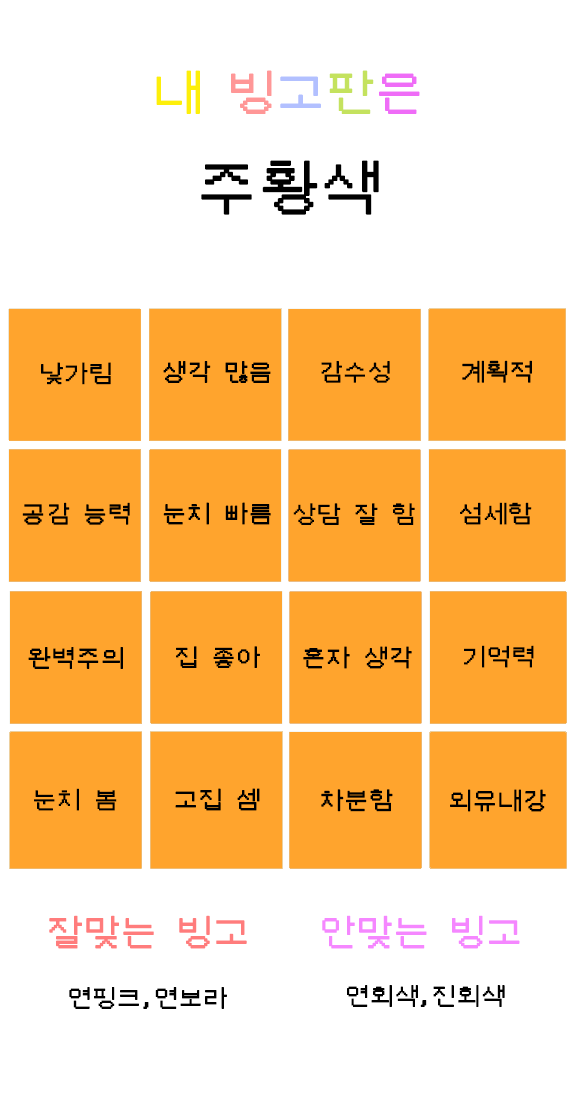 내 빙고판은
주황색
낯가림 생각 많음 감수성 계획적
공감 능력 눈치 빠름 상담 잘 함 섬세함
완벽주의 집 좋아 혼자 생각 기억력
눈치 봄 고집 셈 차분함 외유내강
잘맞는 빙고 안맞는 빙고
연핑크,연보라 연회색,진회색